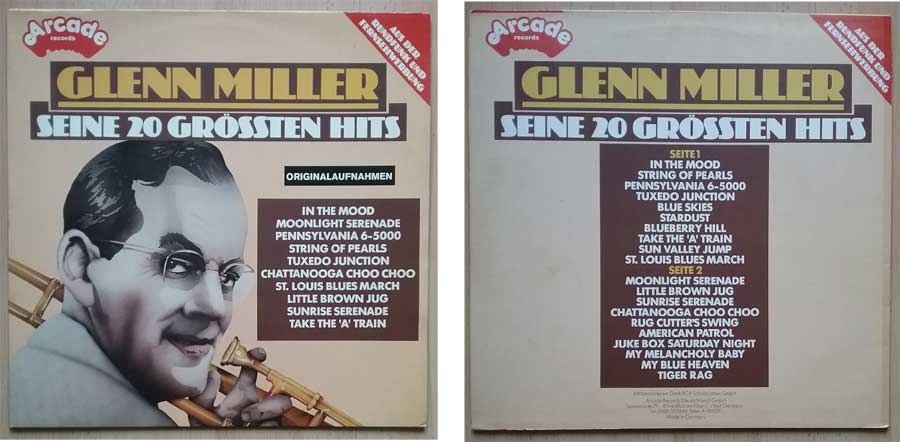 Arcade
records
AUS DER
RUNDFUNK UND
FERNSEHWERBUNG
GLENN MILLER
SEINE 20 GRÖSSTEN HITS
ORIGINALAUFNAHMEN
IN THE MOOD
MOONLIGHT SERENADE
PENNSYLVANIA 6-5000
STRING OF PEARLS
TUXEDO JUNCTION
CHATTANOOGA CHOO CHOO
ST. LOUIS BLUES MARCH
LITTLE BROWN JUG
SUNRISE SERENADE
TAKE THE 'A' TRAIN
Arcade
records
AUS DER
RUNDFUNK UND
FERNSEHWERBUNG
GLENN MILLER
SEINE 20 GRÖSSTEN HITS
SEITE 1
IN THE MOOD
STRING OF PEARLS
PENNSYLVANIA 6-5000
TUXEDO JUNCTION
BLUE SKIES
STARDUST
BLUEBERRY HILL
TAKE THE 'A' TRAIN
SUN VALLEY JUMP
ST. LOUIS BLUES MARCH
SEITE 2
MOONLIGHT SERENADE
LITTLE BROWN JUG
SUNRISE SERENADE
CHATTANOOGA CHOO CHOO
RUG CUTTER'S SWING
AMERICAN PATROL
JUKE BOX SATURDAY NIGHT
MY MELANCHOLY BABY
MY BLUE HEAVEN
TIGER RAG
Arcade Records (Deutschland) GmbH
Made in Germany